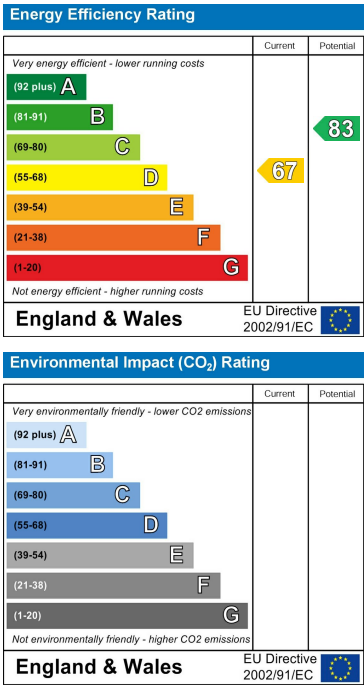 Energy Efficiency Rating
Current Potential
Very energy efficient - lower running costs
(92 plus) A
(81-91) B
83
(69-80) C
(55-68) D
67
(39-54) E
(21-38) F
(1-20) G
Not energy efficient - higher running costs
England & Wales
EU Directive
2002/91/EC
Environmental Impact (CO₂) Rating
Current Potential
Very environmentally friendly - lower CO2 emissions
(92 plus) A
(81-91) B
(69-80) C
(55-68) D
(39-54) E
(21-38) F
(1-20) G
Not environmentally friendly - higher CO2 emissions
England & Wales
EU Directive
2002/91/EC